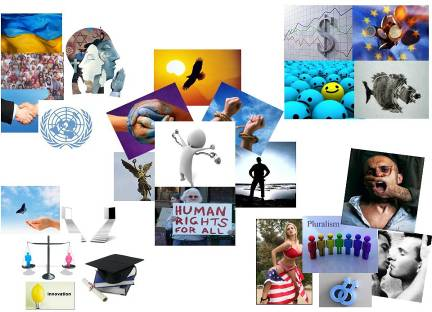 HUMAN
RIGHTS
FOR ALL
Pluralism
innovation